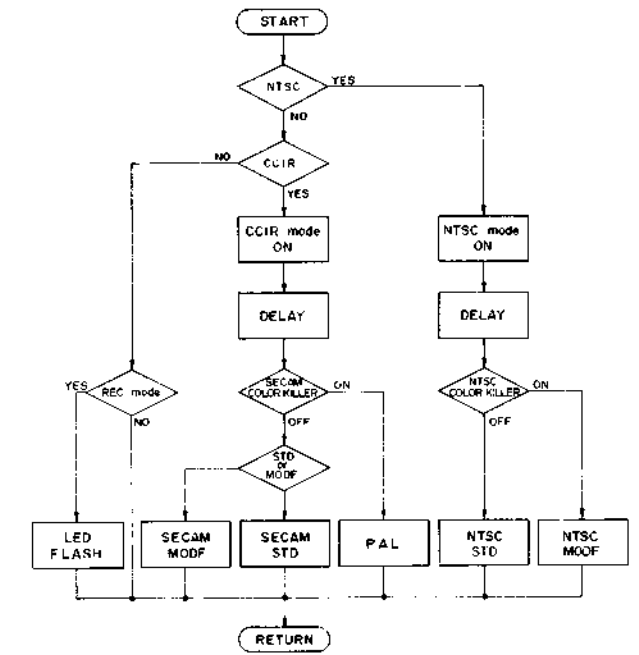 START
NTSC
YES
NO
NO
CCIR
YES
CCIR mode
ON
NTSC mode
ON
DELAY
DELAY
YES
REC mode
NO
SECAM
COLOR KILLER
ON
OFF
NTSC
COLOR KILLER
ON
OFF
STD
or
MODF
LED
FLASH
SECAM
MODF
SECAM
STD
PAL
NTSC
STD
NTSC
MODF
RETURN